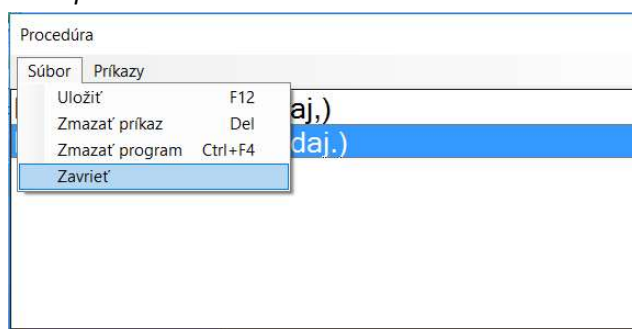 Procedúra
Súbor Príkazy
Uložiť F12
Zmazať príkaz Del
Zmazať program Ctrl+F4
Zavrieť
aj,)
daj.)